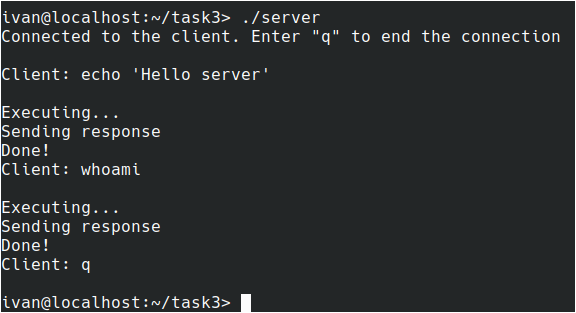 ivan@localhost:~/task3> ./server
Connected to the client. Enter "q" to end the connection
Client: echo 'Hello server'
Executing...
Sending response
Done!
Client: whoami
Executing...
Sending response
Done!
Client: q
ivan@localhost:~/task3>